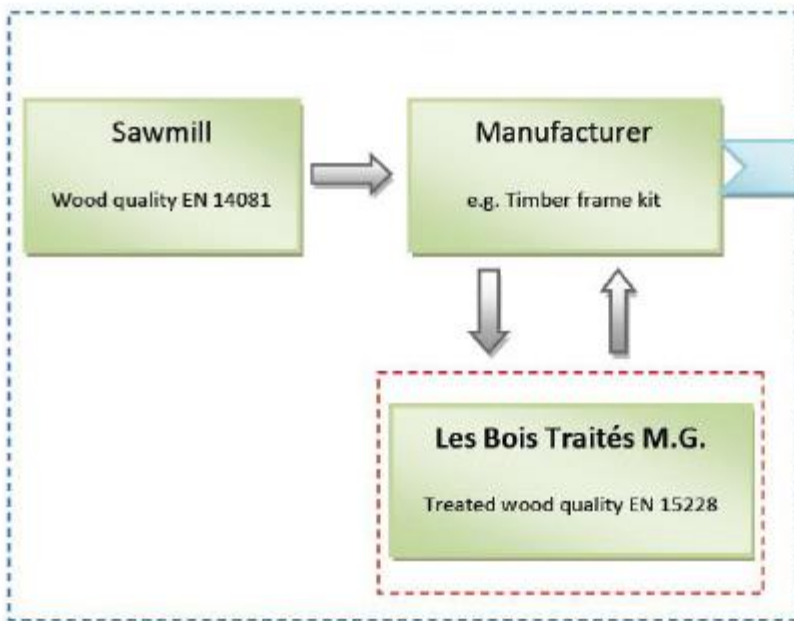 Sawmill
Wood quality EN 14081
Manufacturer
e.g. Timber frame kit
Les Bois Traités M.G.
Treated wood quality EN 15228